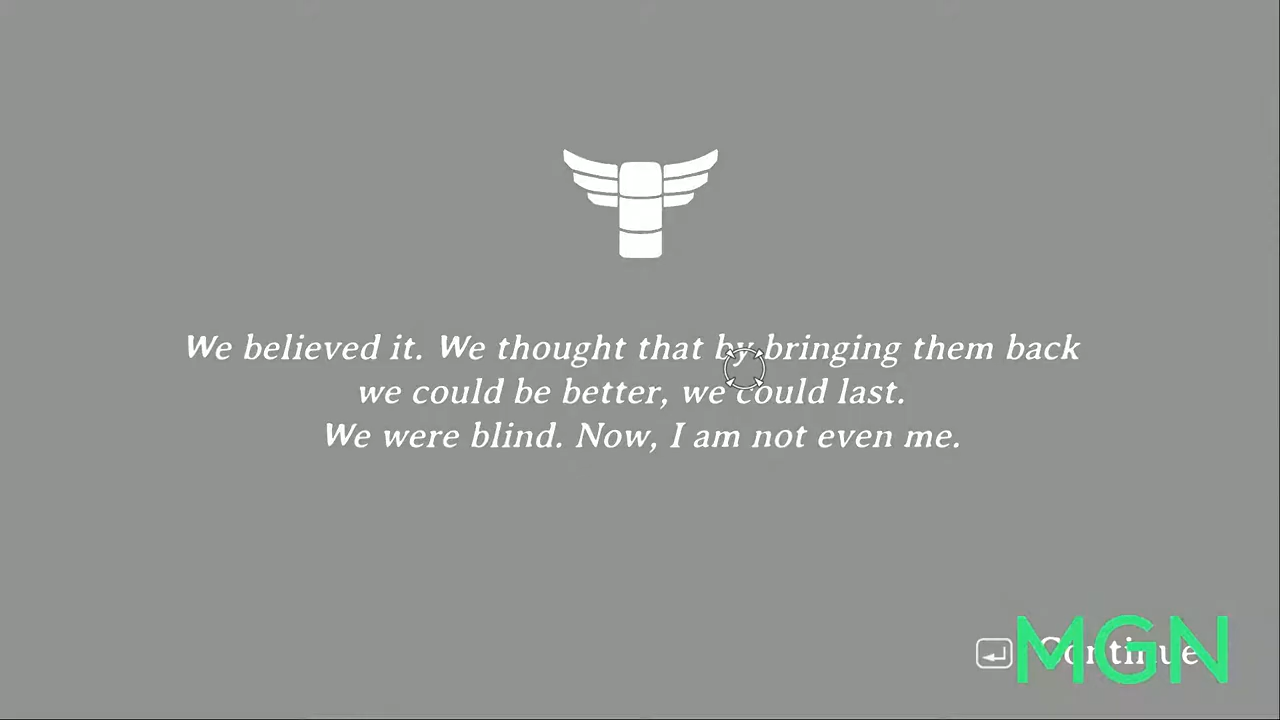 We believed it. We thought that by bringing them back
we could be better, we could last.
We were blind. Now, I am not even me.
Continue
MGN